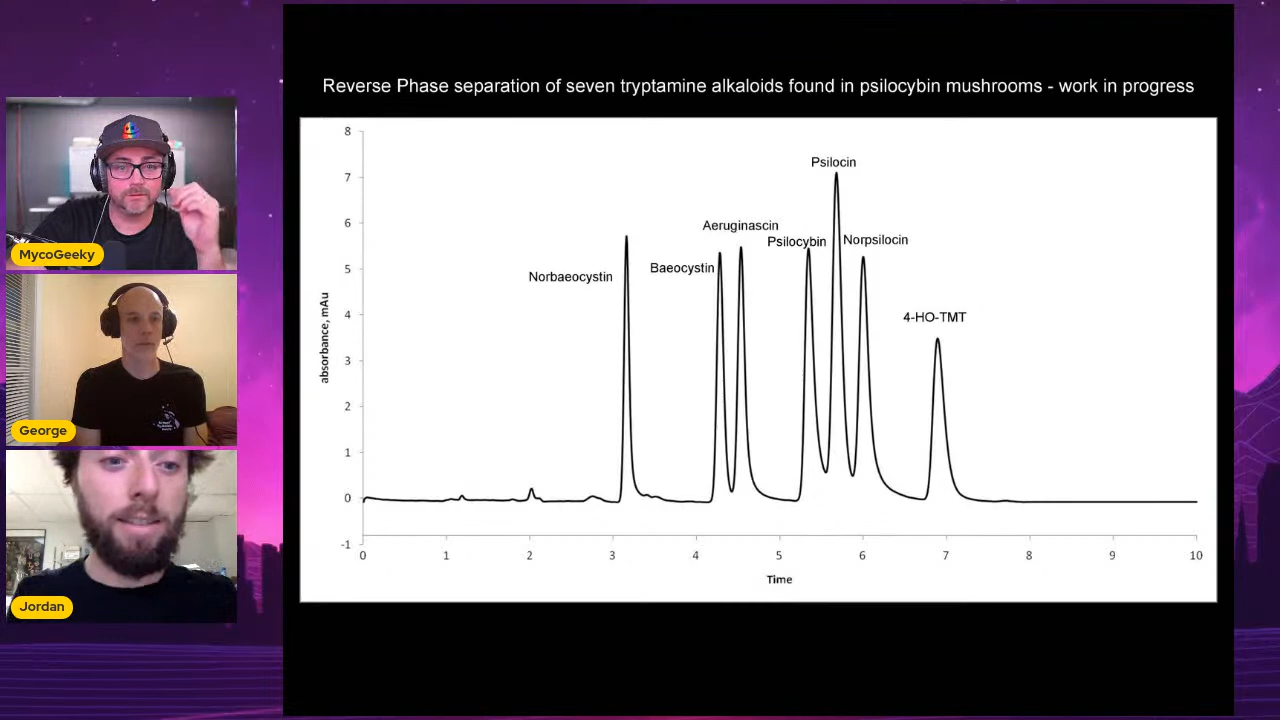 Reverse Phase separation of seven tryptamine alkaloids found in psilocybin mushrooms - work in progress
8
7
6
5
4
3
2
1
0
-1
absorbance, mAu
Norbaeocystin
Baeocystin
Aeruginascin
Psilocybin
Psilocin
Norpsilocin
4-HO-TMT
0 1 2 3 4 5 6 7 8 9 10
Time
MycoGeeky
George
Jordan